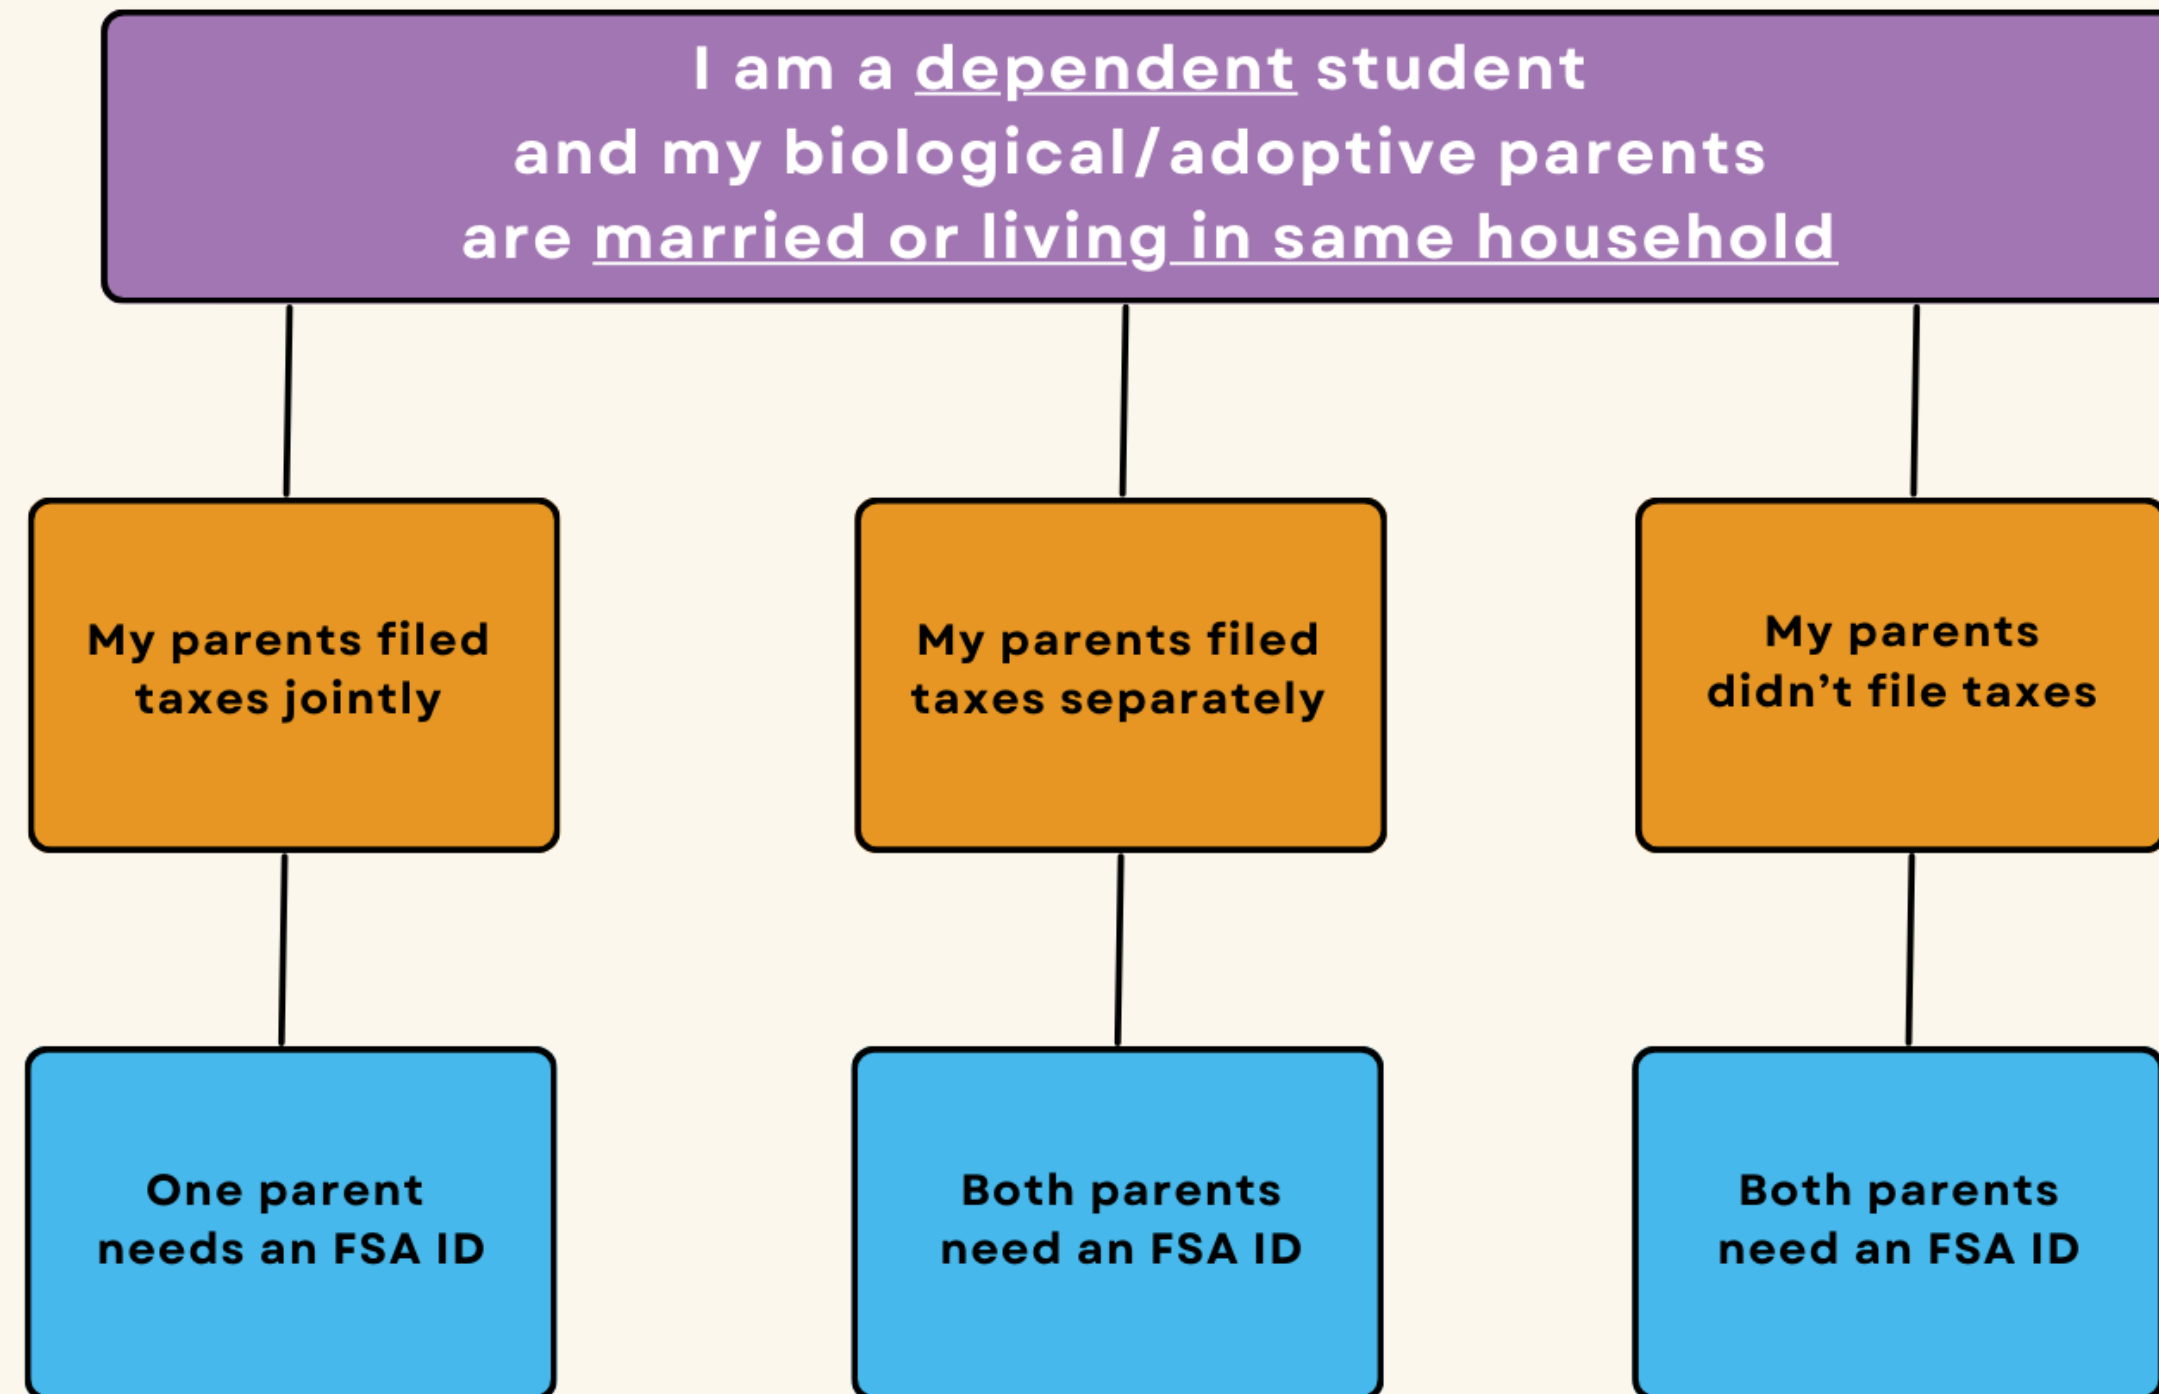 I am a dependent student
and my biological/adoptive parents
are married or living in same household
My parents filed
taxes jointly
My parents filed
taxes separately
My parents
didn’t file taxes
One parent
needs an FSA ID
Both parents
need an FSA ID
Both parents
need an FSA ID